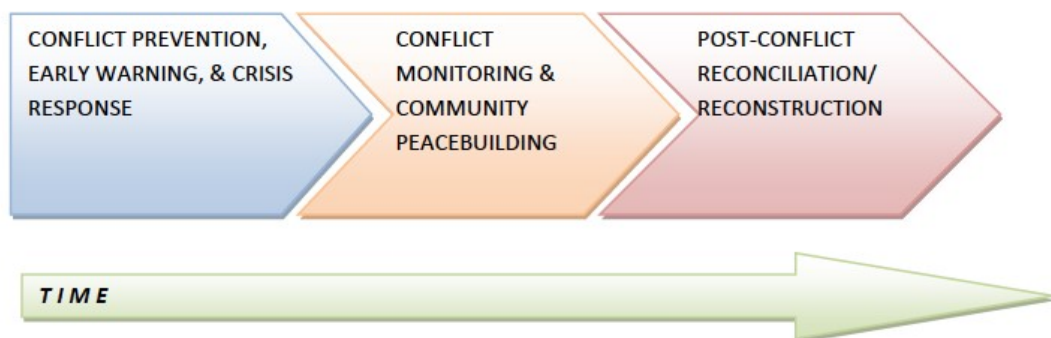 CONFLICT PREVENTION,
EARLY WARNING, & CRISIS
RESPONSE
CONFLICT
MONITORING &
COMMUNITY
PEACEBUILDING
POST-CONFLICT
RECONCILIATION/
RECONSTRUCTION
TIME